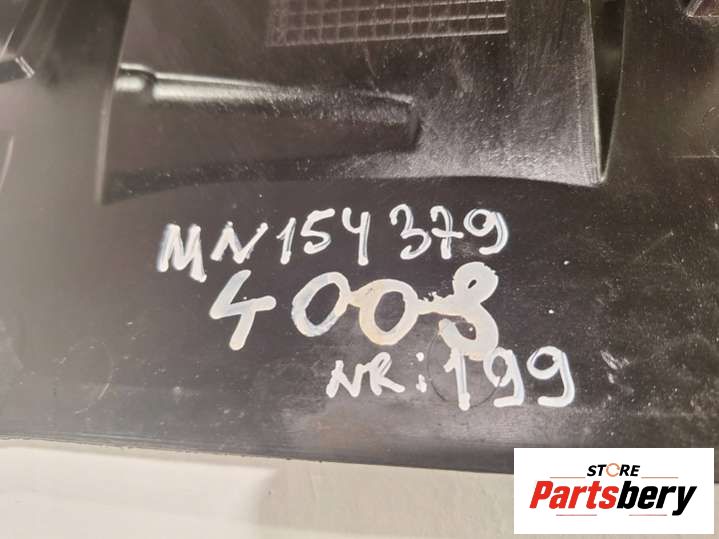 MN154379
4008
NR:199
STORE
Partsbery